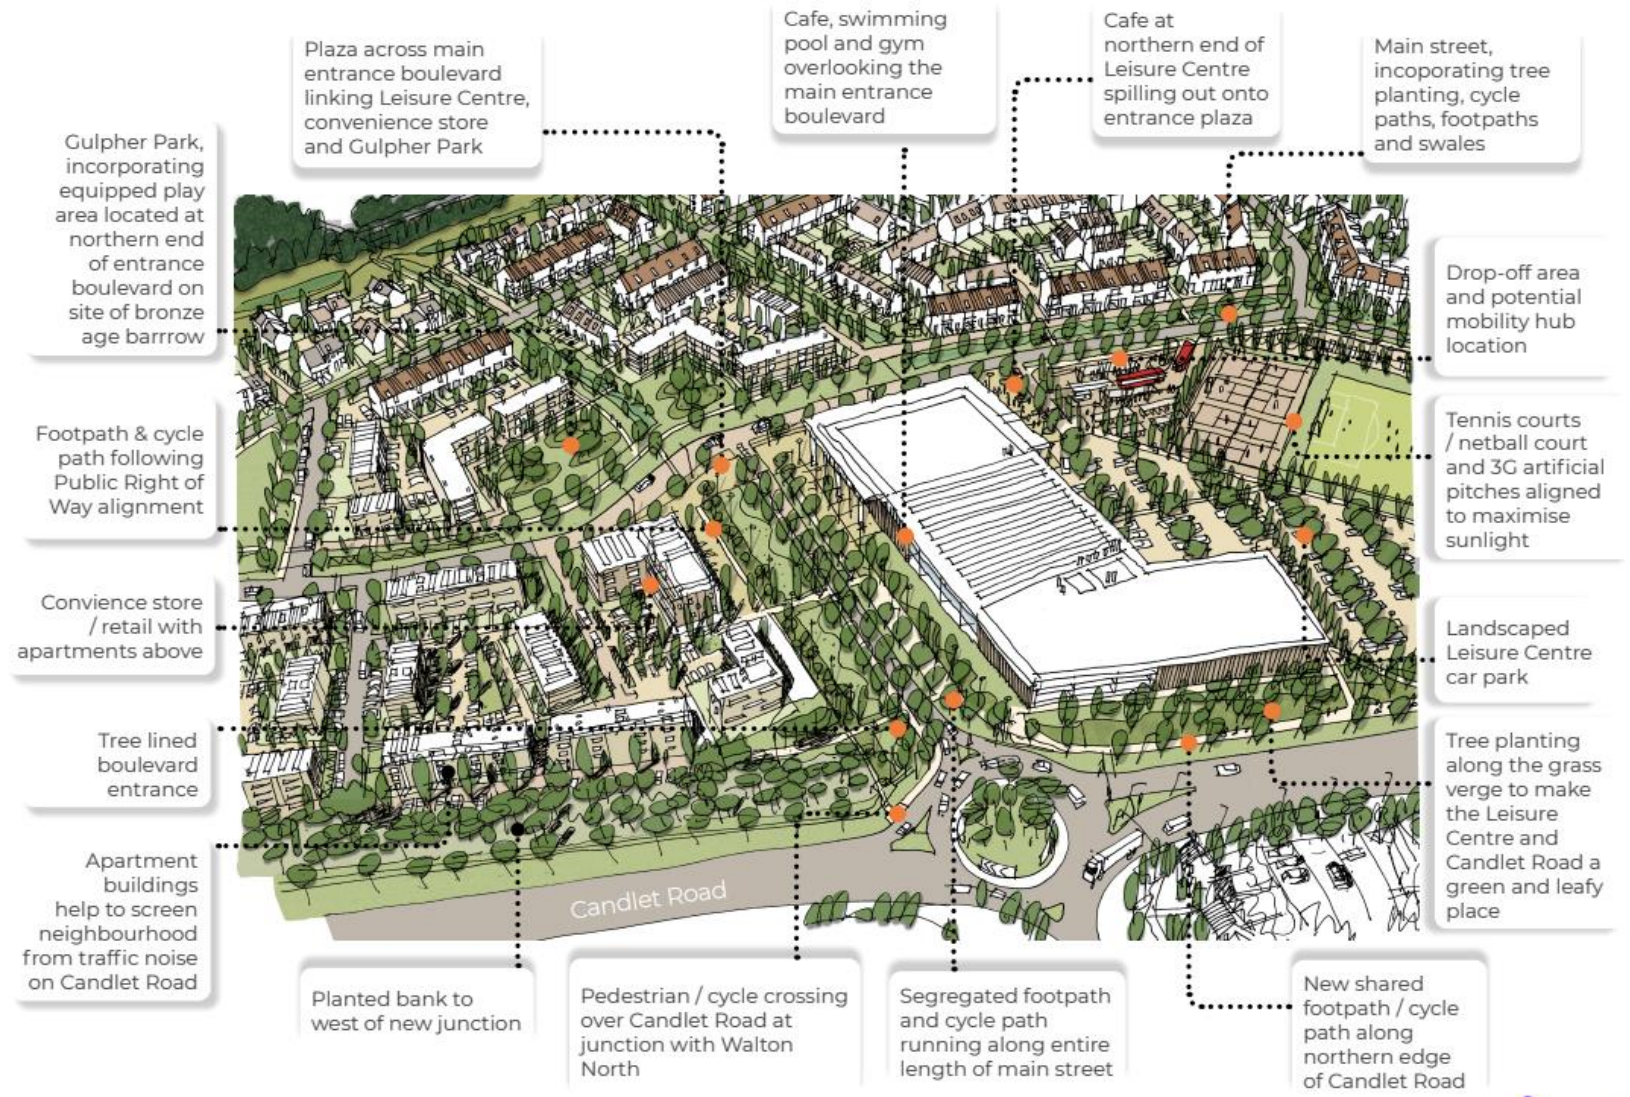 Plaza across main
entrance boulevard
linking Leisure Centre,
convenience store
and Gulpher Park
Cafe, swimming
pool and gym
overlooking the
main entrance
boulevard
Cafe at
northern end of
Leisure Centre
spilling out onto
entrance plaza
Main street,
incoporating tree
planting, cycle
paths, footpaths
and swales
Gulpher Park,
incorporating
equipped play
area located at
northern end
of entrance
boulevard on
site of bronze
age barrrow
Footpath & cycle
path following
Public Right of
Way alignment
Convience store
/ retail with
apartments above
Tree lined
boulevard
entrance
Apartment
buildings
help to screen
neighbourhood
from traffic noise
on Candlet Road
Drop-off area
and potential
mobility hub
location
Tennis courts
/ netball court
and 3G artificial
pitches aligned
to maximise
sunlight
Landscaped
Leisure Centre
car park
Tree planting
along the grass
verge to make
the Leisure
Centre and
Candlet Road a
green and leafy
place
Candlet Road
Planted bank to
west of new junction
Pedestrian / cycle crossing
over Candlet Road at
junction with Walton
North
Segregated footpath
and cycle path
running along entire
length of main street
New shared
footpath / cycle
path along
northern edge
of Candlet Road